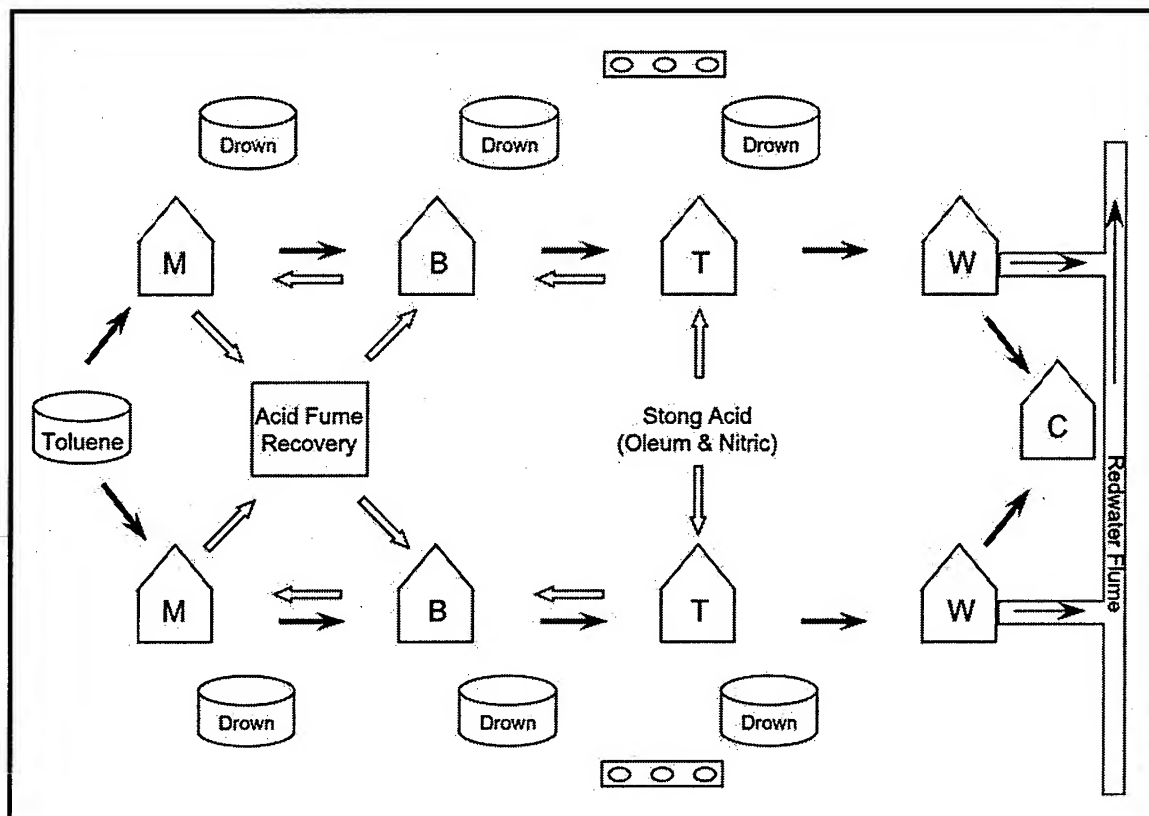 Drown
Drown
Drown
M
B
T
W
Toluene
Acid Fume
Recovery
Stong Acid
(Oleum & Nitric)
C
Redwater Flume
M
B
T
W
Drown
Drown
Drown